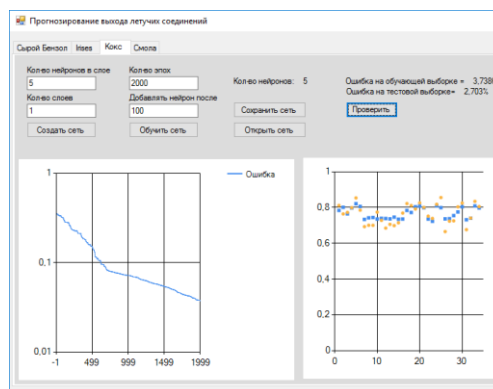 Прогнозирование выхода летучих соединений
Сырой Бензол Irises Кокс Смола
Кол-во нейронов в слое
5
Кол-во эпох
2000
Кол-во нейронов: 5
Ошибка на обучающей выборке = 3,738
Ошибка на тестовой выборке= 2,703%
Кол-во слоев
1
Добавлять нейрон после
100
Сохранить сеть
Проверить
Создать сеть
Обучить сеть
Открыть сеть
Ошибка
1
0,1
0,01
-1 499 999 1499 1999
1
0,8
0,6
0,4
0,2
0
0 10 20 30